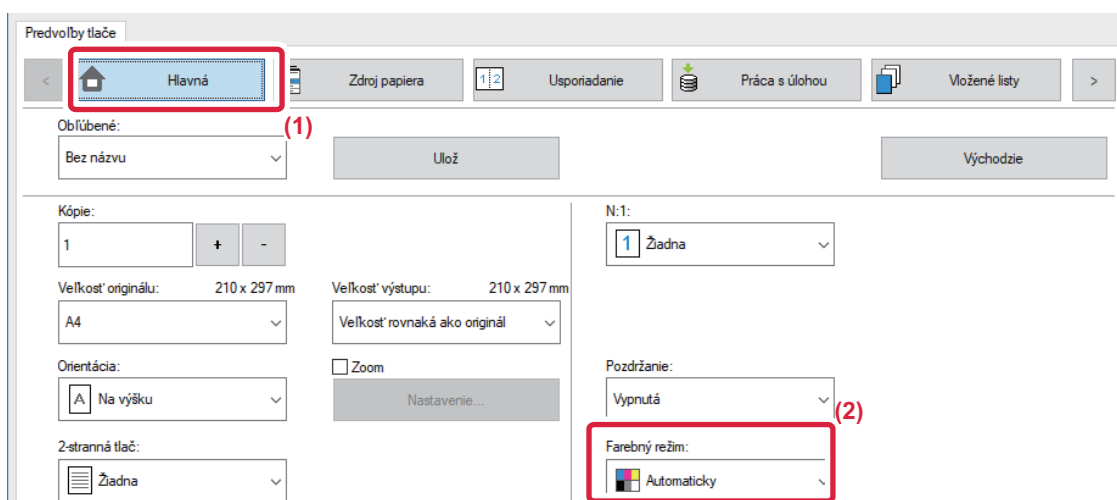 Predvoľby tlače
< Hlavná Zdroj papiera 1 2 Usporiadanie Práca s úlohou Vložené listy >
(1)
Obľúbené:
Bez názvu Ulož Východzie
Kópie: N:1:
1 + - 1 Žiadna
Veľkosť originálu: 210 x 297 mm Veľkosť výstupu: 210 x 297 mm
A4 Veľkosť rovnaká ako originál
Orientácia: Zoom Pozdržanie:
A Na výšku Nastavenie... Vypnutá
(2)
2-stranná tlač: Farebný režim:
Žiadna Automaticky